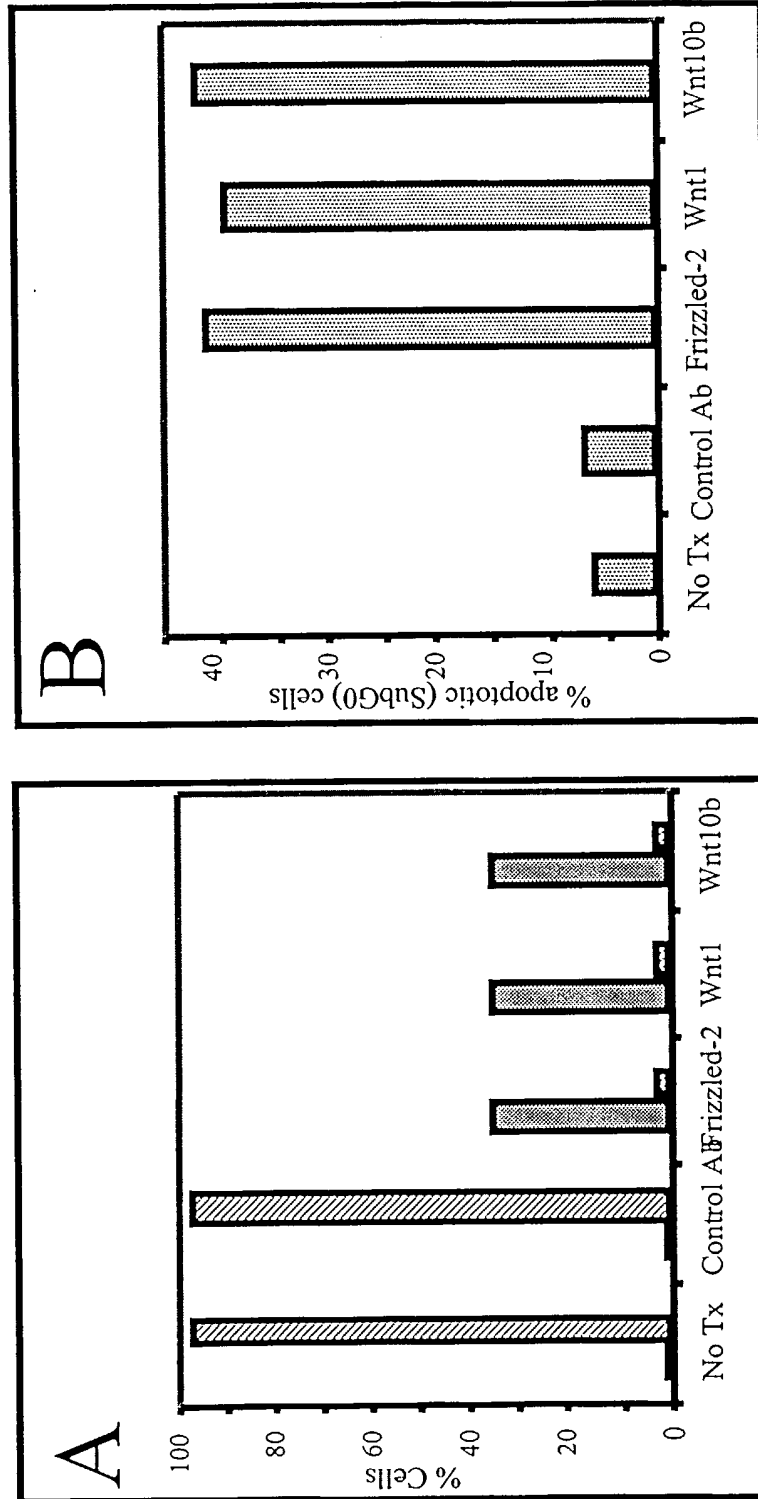 A
% Cells
100
80
60
40
20
0
No Tx Control Ab Frizzled-2 Wnt1 Wnt10b
B
% apoptotic (SubG0) cells
40
30
20
10
0
No Tx Control Ab Frizzled-2 Wnt1 Wnt10b